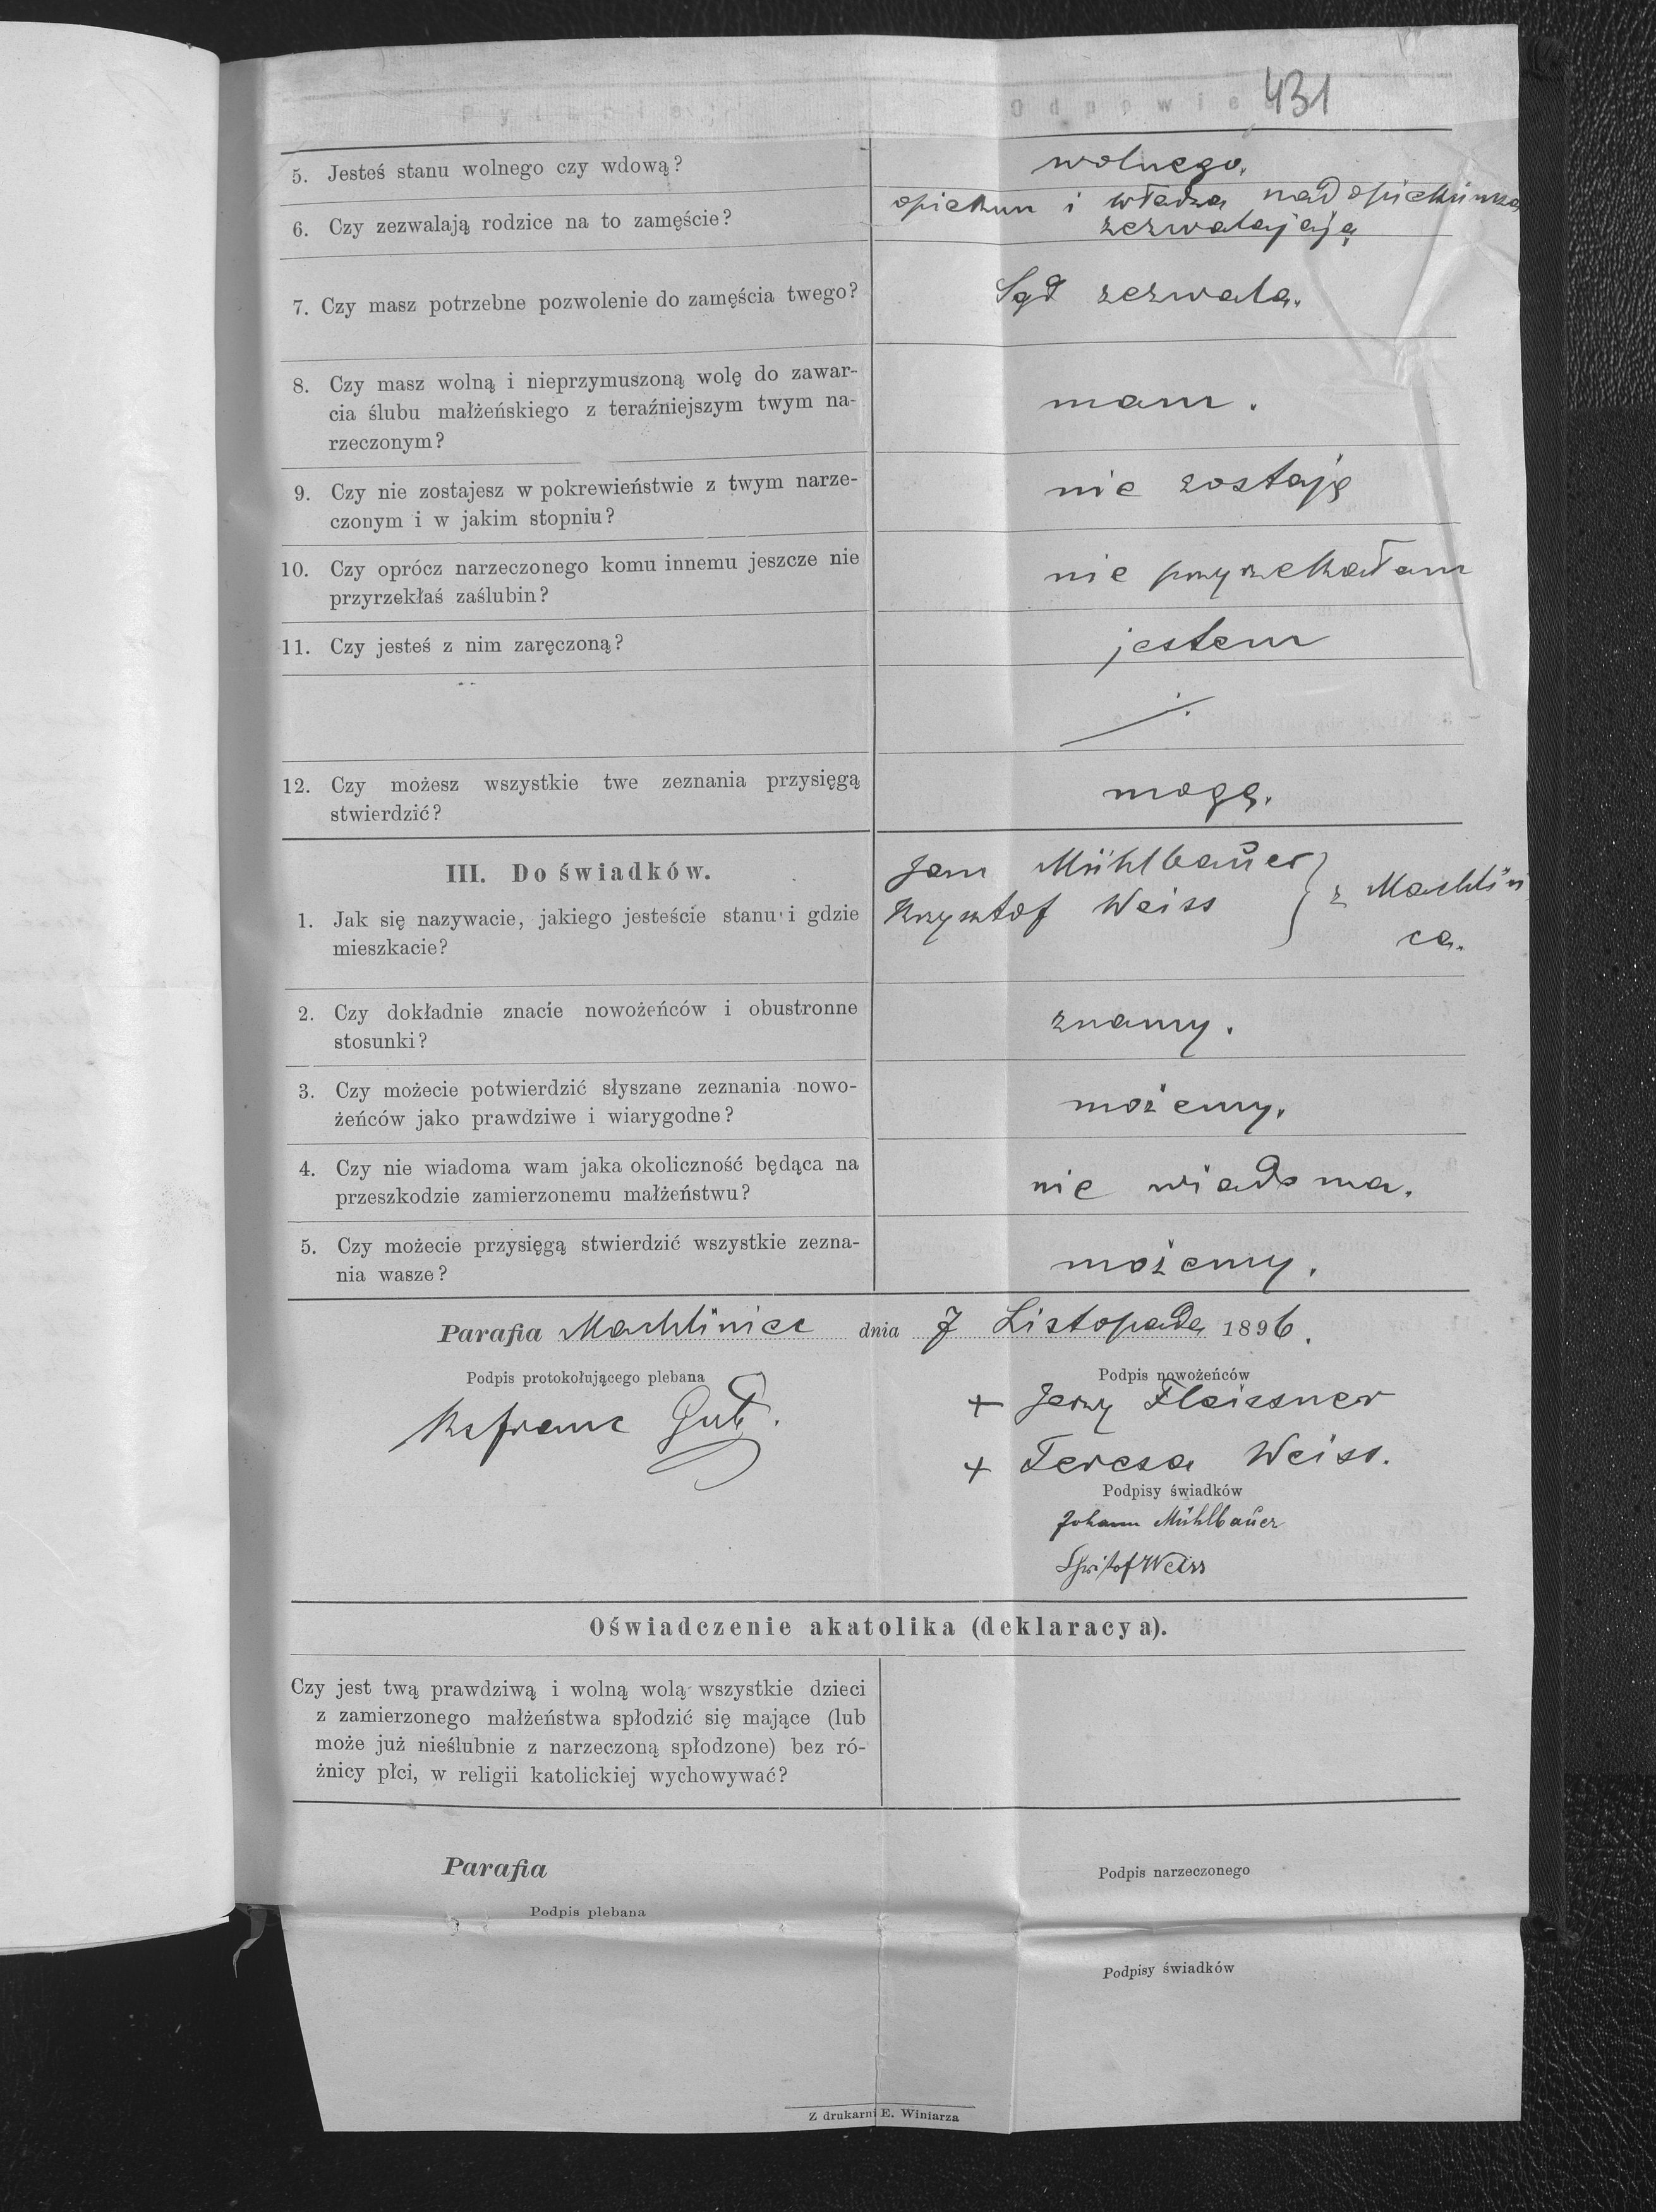 431
Pytanie Odpowie
5. Jesteś stanu wolnego czy wdową?
wolnego.
6. Czy zezwalają rodzice na to zamęście?
opiekun i władza nadopiekuńcza
zezwalajają
7. Czy masz potrzebne pozwolenie do zamęścia twego?
Sąd zezwala.
8. Czy masz wolną i nieprzymuszoną wolę do zawar-
cia ślubu małżeńskiego z teraźniejszym twym na-
rzeczonym?
mam.
9. Czy nie zostajesz w pokrewieństwie z twym narze-
czonym i w jakim stopniu?
nie zostaję
10. Czy oprócz narzeczonego komu innemu jeszcze nie
przyrzekłaś zaślubin?
nie przyrzekałam
11. Czy jesteś z nim zaręczoną?
jestem
12. Czy możesz wszystkie twe zeznania przysięgą
stwierdzić?
mogę.
III. Do świadków.
1. Jak się nazywacie, jakiego jesteście stanu i gdzie
mieszkacie?
Jan Mühlbaŭer
Krzysztof Weiss } z Machliń
ca.
2. Czy dokładnie znacie nowożeńców i obustronne
stosunki?
znamy.
3. Czy możecie potwierdzić słyszane zeznania nowo-
żeńców jako prawdziwe i wiarygodne?
możemy.
4. Czy nie wiadoma wam jaka okoliczność będąca na
przeszkodzie zamierzonemu małżeństwu?
nie wiadoma.
5. Czy możecie przysięgą stwierdzić wszystkie zezna-
nia wasze?
możemy.
Parafia Machliniec dnia 7 Listopada 1896.
Podpis protokołującego plebana
Podpis nowożeńców
+ Jerzy Fleissner
+ Teresa Weiss.
Podpisy świadków
Johann Mühlbaŭer
Weiss
Oświadczenie akatolika (deklaracya).
Czy jest twą prawdziwą i wolną wolą wszystkie dzieci
z zamierzonego małżeństwa spłodzić się mające (lub
może już nieślubnie z narzeczoną spłodzone) bez ró-
żnicy płci, w religii katolickiej wychowywać?
Parafia
Podpis narzeczonego
Podpis plebana
Podpisy świadków
Z drukarni E. Winiarza